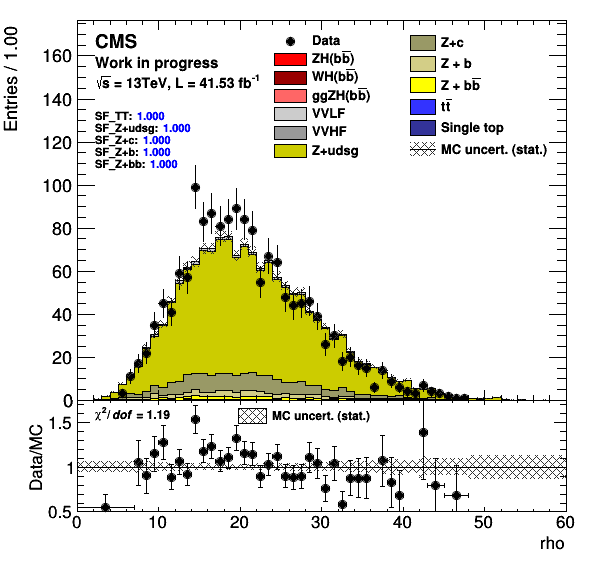 CMS
Work in progress
√s = 13TeV, L = 41.53 fb⁻¹
SF_TT: 1.000
SF_Z+udsg: 1.000
SF_Z+c: 1.000
SF_Z+b: 1.000
SF_Z+bb: 1.000
Data
ZH(bb̅)
WH(bb̅)
ggZH(bb̅)
VVLF
VVHF
Z+udsg
Z+c
Z + b
Z + bb̅
tt̅
Single top
MC uncert. (stat.)
Entries / 1.00
160
140
120
100
80
60
40
20
0
χ²/dof = 1.19
MC uncert. (stat.)
Data/MC
1.5
1
0.5
0 10 20 30 40 50 60
rho